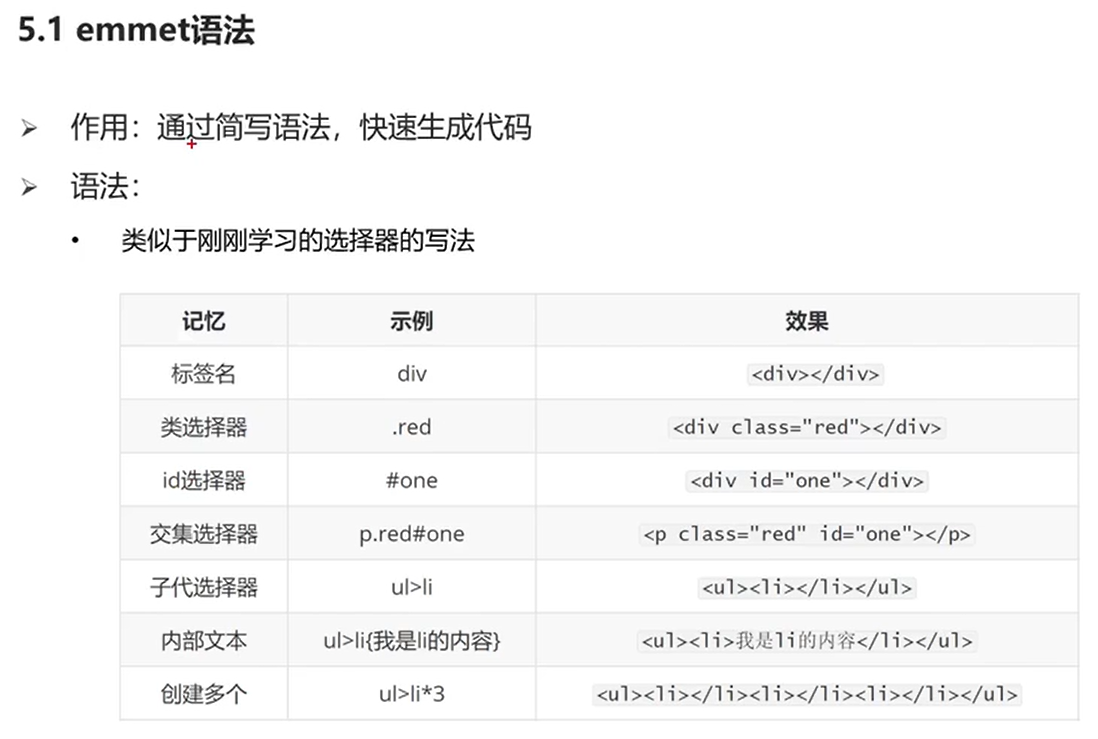 5.1 emmet语法
作用：通过简写语法，快速生成代码
语法：
类似于刚刚学习的选择器的写法
记忆 示例 效果
标签名 div <div></div>
类选择器 .red <div class="red"></div>
id选择器 #one <div id="one"></div>
交集选择器 p.red#one <p class="red" id="one"></p>
子代选择器 ul>li <ul><li></li></ul>
内部文本 ul>li{我是li的内容} <ul><li>我是li的内容</li></ul>
创建多个 ul>li*3 <ul><li></li><li></li><li></li></ul>